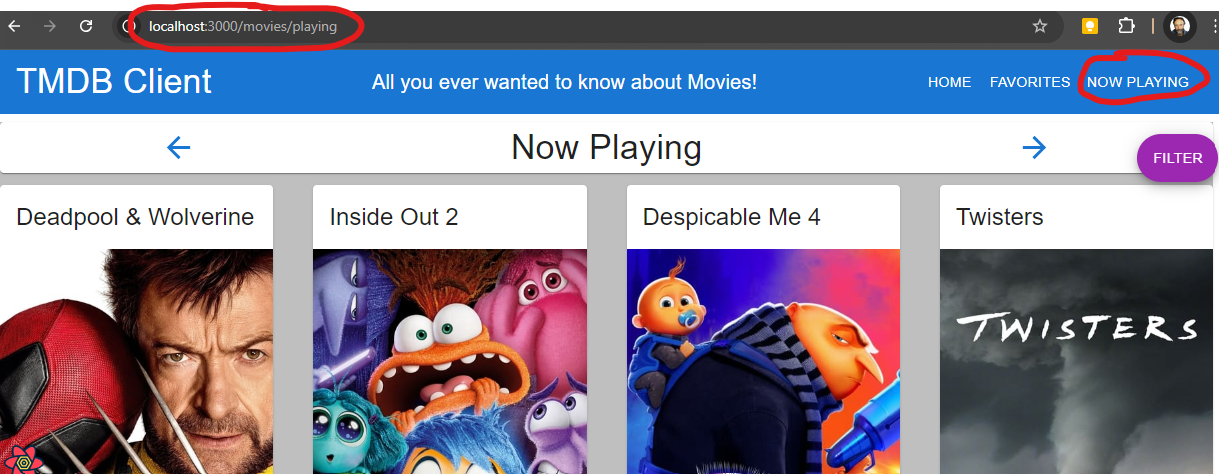 localhost:3000/movies/playing
TMDB Client
All you ever wanted to know about Movies!
HOME FAVORITES NOW PLAYING
Now Playing
FILTER
Deadpool & Wolverine
Inside Out 2
Despicable Me 4
Twisters
TWISTERS